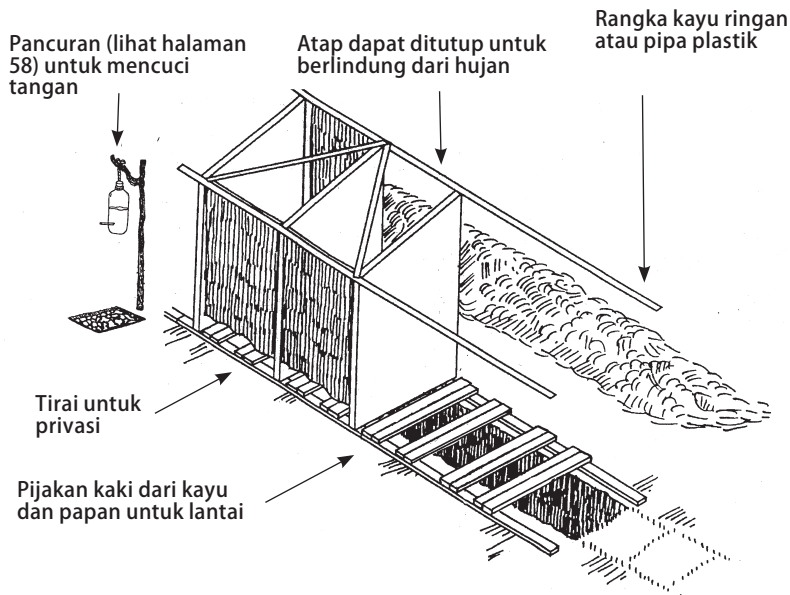 Pancuran (lihat halaman
58) untuk mencuci
tangan
Atap dapat ditutup untuk
berlindung dari hujan
Rangka kayu ringan
atau pipa plastik
Tirai untuk
privasi
Pijakan kaki dari kayu
dan papan untuk lantai